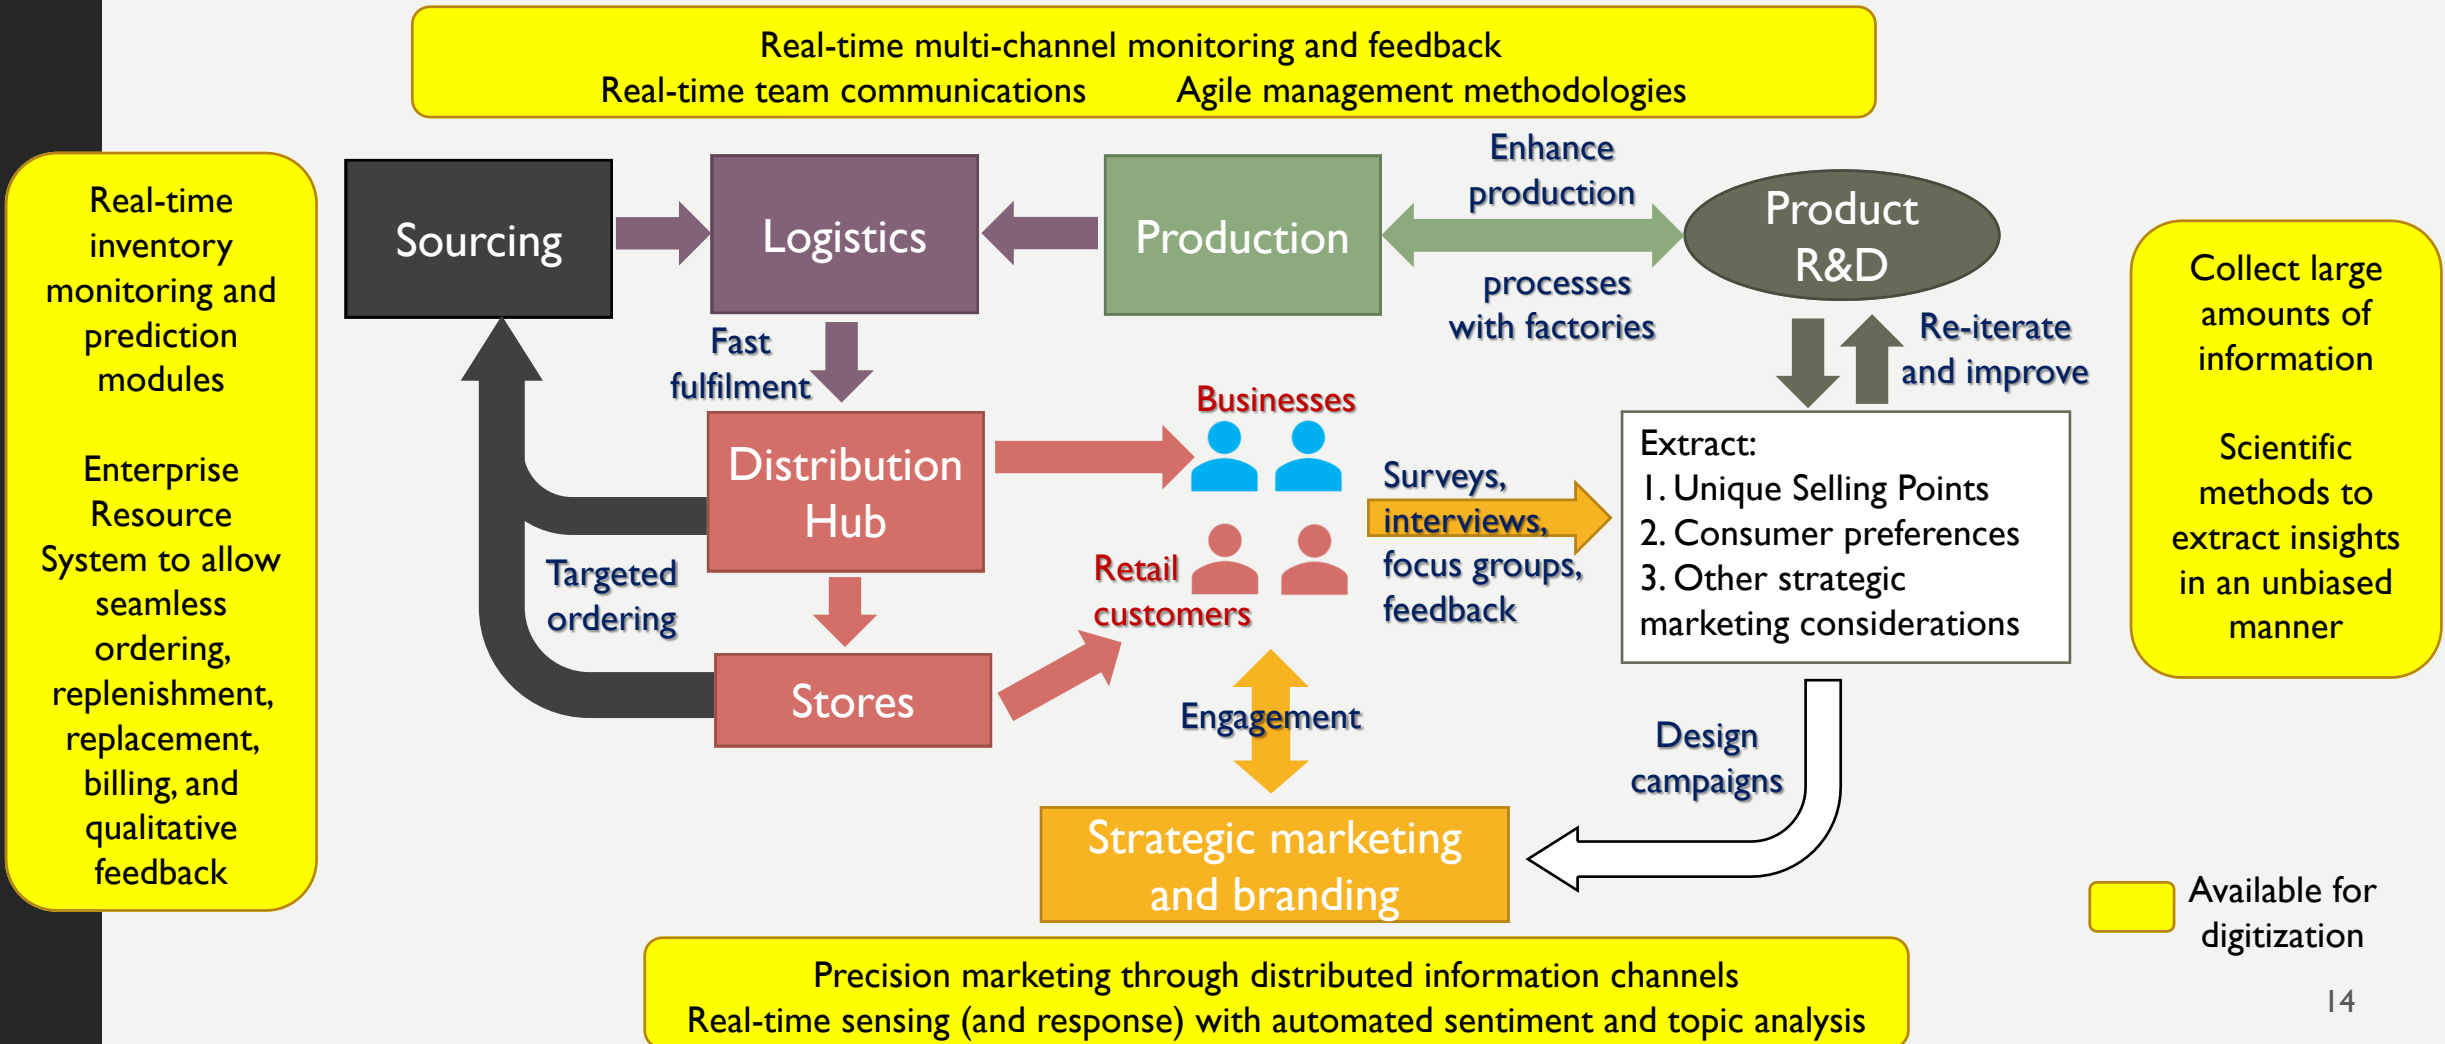 Real-time multi-channel monitoring and feedback
Real-time team communications Agile management methodologies
Real-time
inventory
monitoring and
prediction
modules
Enterprise
Resource
System to allow
seamless
ordering,
replenishment,
replacement,
billing, and
qualitative
feedback
Sourcing
Logistics
Production
Enhance
production
processes
with factories
Product
R&D
Fast
fulfilment
Re-iterate
and improve
Distribution
Hub
Targeted
ordering
Stores
Businesses
Retail
customers
Surveys,
interviews,
focus groups,
feedback
Extract:
1. Unique Selling Points
2. Consumer preferences
3. Other strategic
marketing considerations
Engagement
Design
campaigns
Strategic marketing
and branding
Collect large
amounts of
information
Scientific
methods to
extract insights
in an unbiased
manner
Available for
digitization
Precision marketing through distributed information channels
Real-time sensing (and response) with automated sentiment and topic analysis
14